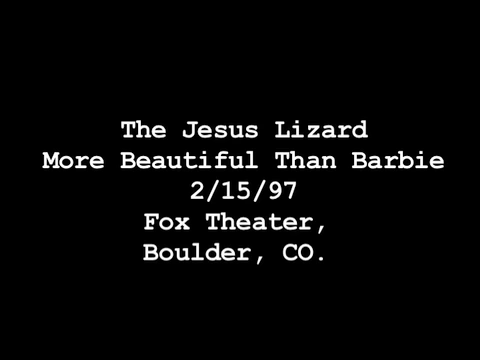 The Jesus Lizard
More Beautiful Than Barbie
2/15/97
Fox Theater,
Boulder, CO.